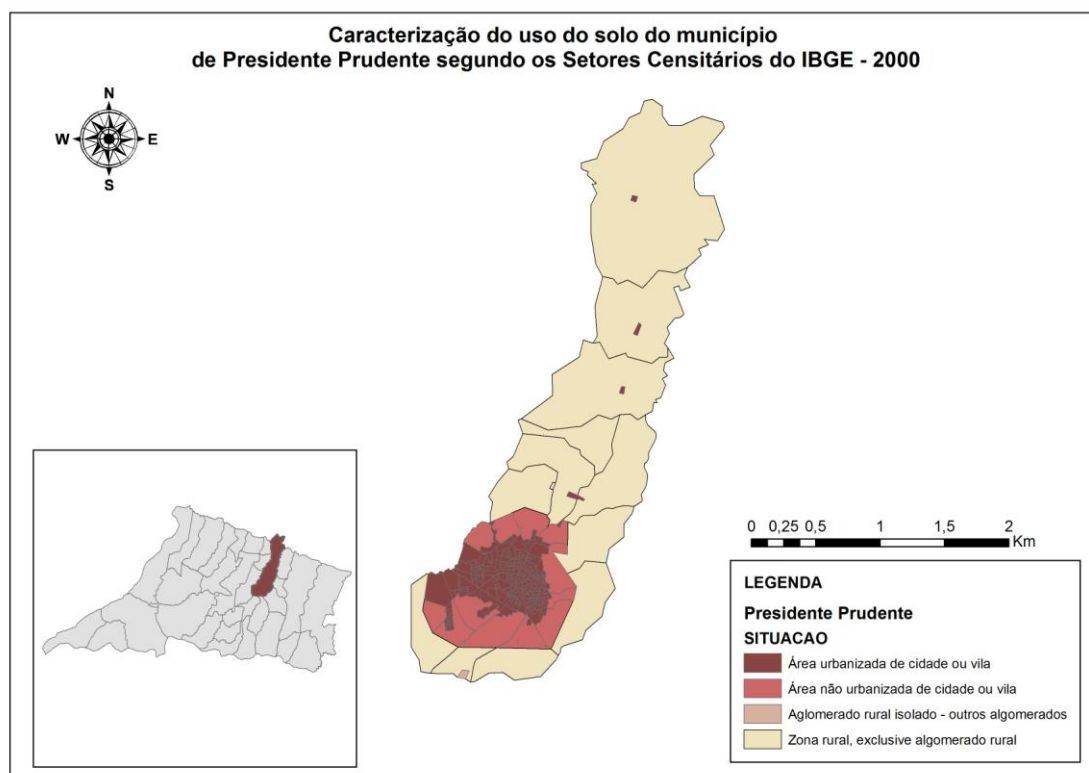 Caracterização do uso do solo do município
de Presidente Prudente segundo os Setores Censitários do IBGE - 2000
N
W E
S
0 0,25 0,5 1 1,5 2
Km
LEGENDA
Presidente Prudente
SITUACAO
Área urbanizada de cidade ou vila
Área não urbanizada de cidade ou vila
Aglomerado rural isolado - outros algomerados
Zona rural, exclusive algomerado rural